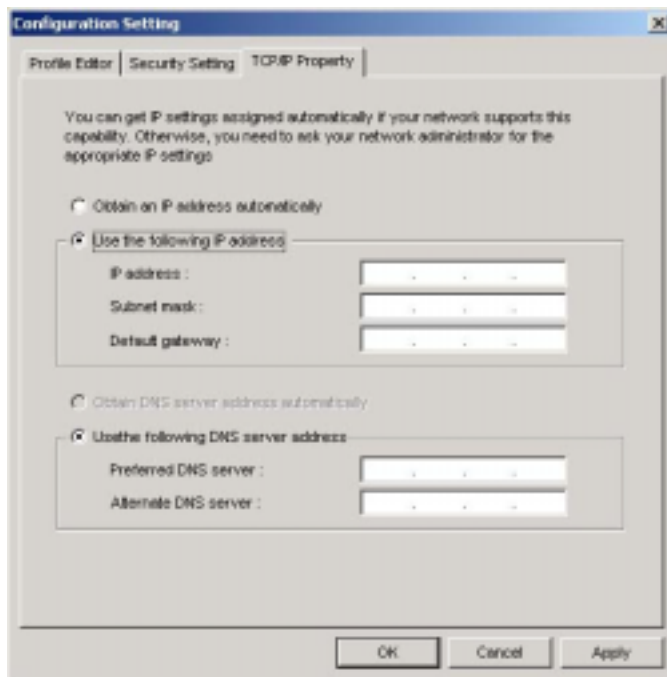 Configuration Setting
Profile Editor
Security Setting
TCP/IP Property
You can get IP settings assigned automatically if your network supports this
capability. Otherwise, you need to ask your network administrator for the
appropriate IP settings
Obtain an IP address automatically
Use the following IP address
IP address :
Subnet mask :
Default gateway :
Obtain DNS server address automatically
Usethe following DNS server address
Preferred DNS server :
Alternate DNS server :
OK
Cancel
Apply